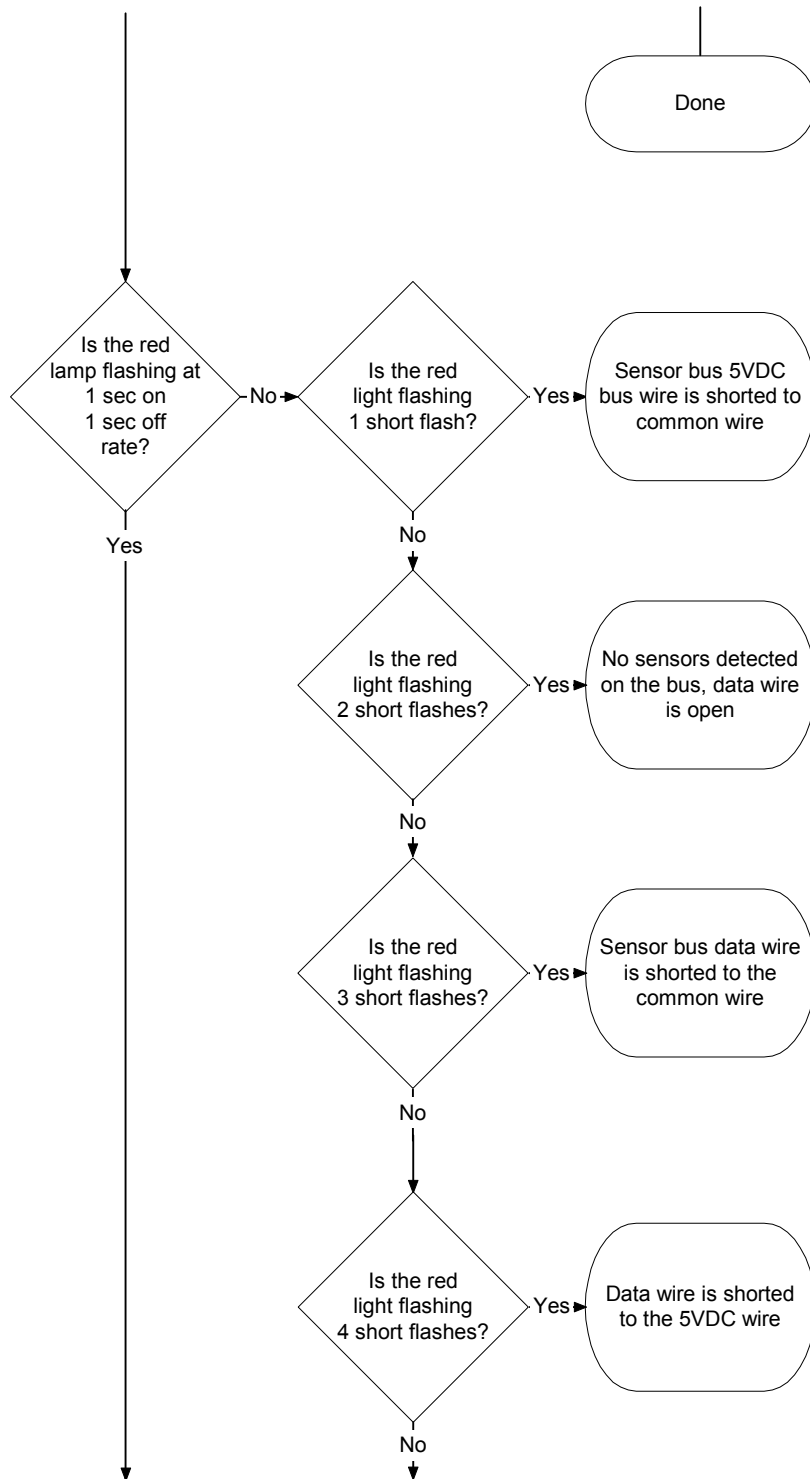 Done
Is the red
lamp flashing at
1 sec on
1 sec off
rate?
No
Is the red
light flashing
1 short flash?
Yes
Sensor bus 5VDC
bus wire is shorted to
common wire
Yes
No
Is the red
light flashing
2 short flashes?
Yes
No sensors detected
on the bus, data wire
is open
No
Is the red
light flashing
3 short flashes?
Yes
Sensor bus data wire
is shorted to the
common wire
No
Is the red
light flashing
4 short flashes?
Yes
Data wire is shorted
to the 5VDC wire
No